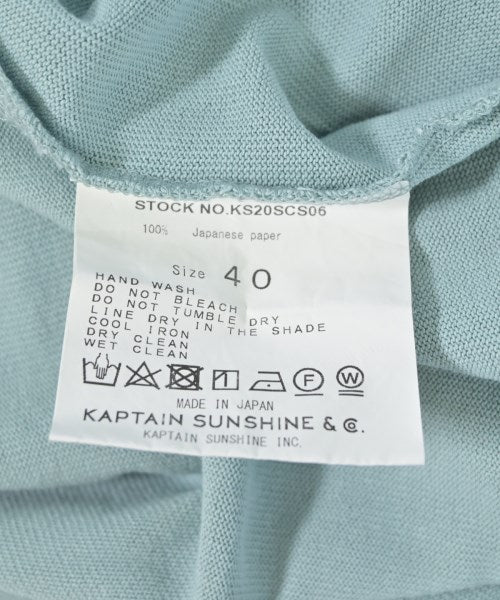 STOCK NO.KS20SCS06
100% Japanese paper
Size 40
HAND WASH
DO NOT BLEACH
DO NOT TUMBLE DRY
LINE DRY IN THE SHADE
COOL IRON
DRY CLEAN
WET CLEAN
F W
MADE IN JAPAN
KAPTAIN SUNSHINE & Co.
KAPTAIN SUNSHINE INC.